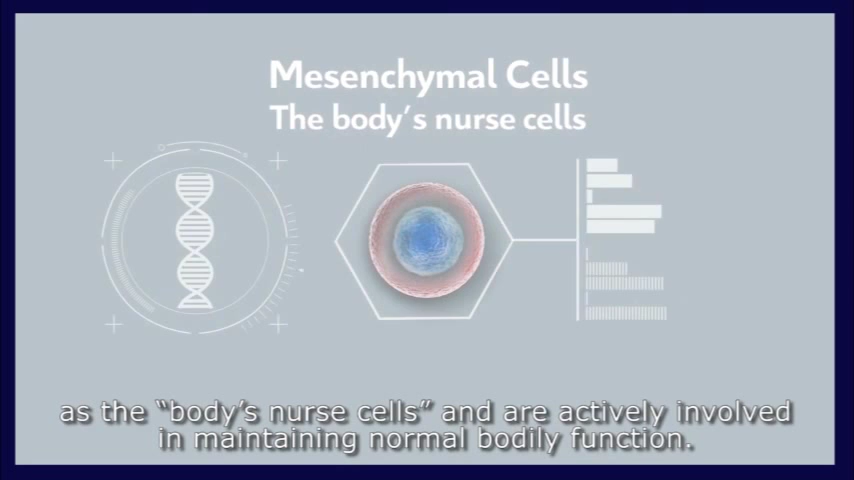 Mesenchymal Cells
The body's nurse cells
as the “body's nurse cells” and are actively involved
in maintaining normal bodily function.